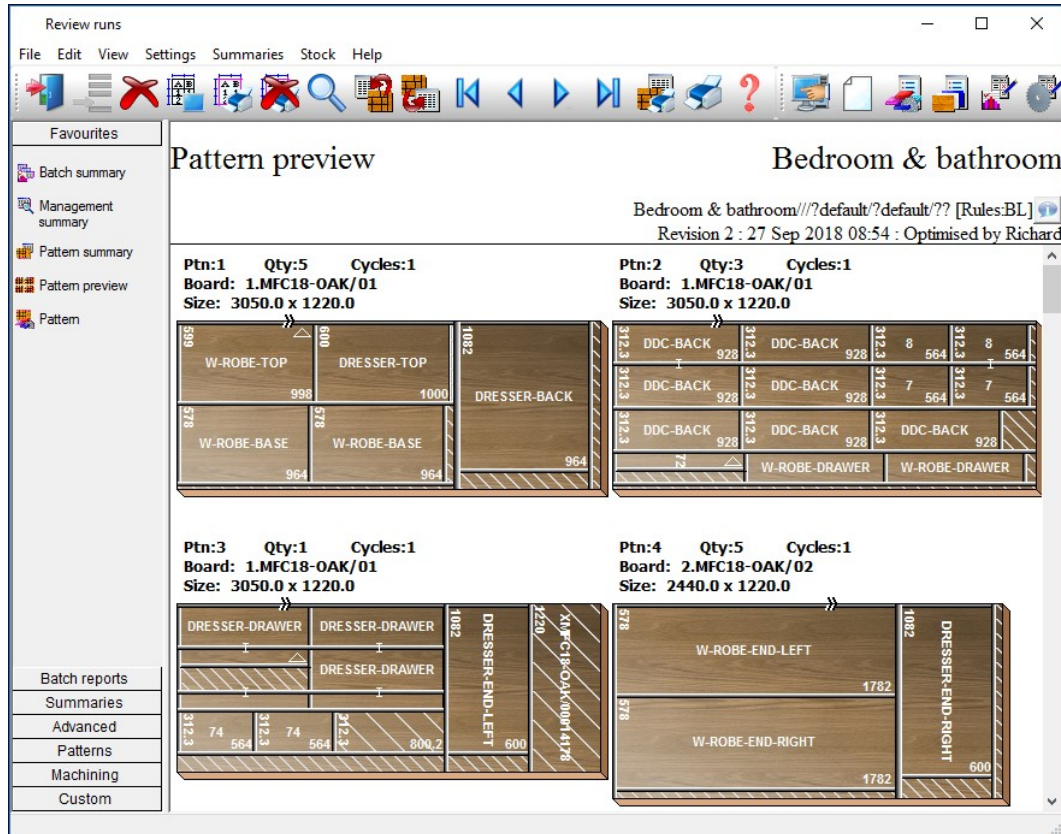 Review runs
File Edit View Settings Summaries Stock Help
Favourites
Batch summary
Management
summary
Pattern summary
Pattern preview
Pattern
Batch reports
Summaries
Advanced
Patterns
Machining
Custom
Pattern preview
Bedroom & bathroom
Bedroom & bathroom///?default/?default/?? [Rules:BL]
Revision 2 : 27 Sep 2018 08:54 : Optimised by Richard
Ptn:1 Qty:5 Cycles:1
Board: 1.MFC18-OAK/01
Size: 3050.0 x 1220.0
599 W-ROBE-TOP 998
600 DRESSER-TOP 1000
1082 DRESSER-BACK 964
578 W-ROBE-BASE 964
578 W-ROBE-BASE 964
Ptn:2 Qty:3 Cycles:1
Board: 1.MFC18-OAK/01
Size: 3050.0 x 1220.0
312.3 DDC-BACK 928 312.3 DDC-BACK 928 312.3 8 564 312.3 8 564
312.3 DDC-BACK 928 312.3 DDC-BACK 928 312.3 7 564 312.3 7 564
312.3 DDC-BACK 928 312.3 DDC-BACK 928 312.3 DDC-BACK 928
72 W-ROBE-DRAWER W-ROBE-DRAWER
Ptn:3 Qty:1 Cycles:1
Board: 1.MFC18-OAK/01
Size: 3050.0 x 1220.0
DRESSER-DRAWER DRESSER-DRAWER
DRESSER-DRAWER
312.3 74 564 312.3 74 564 312.3 800,2
1082 DRESSER-END-LEFT 600
1220 XMFC18-OAK/00014178
Ptn:4 Qty:5 Cycles:1
Board: 2.MFC18-OAK/02
Size: 2440.0 x 1220.0
578 W-ROBE-END-LEFT 1782
578 W-ROBE-END-RIGHT 1782
1082 DRESSER-END-RIGHT 600